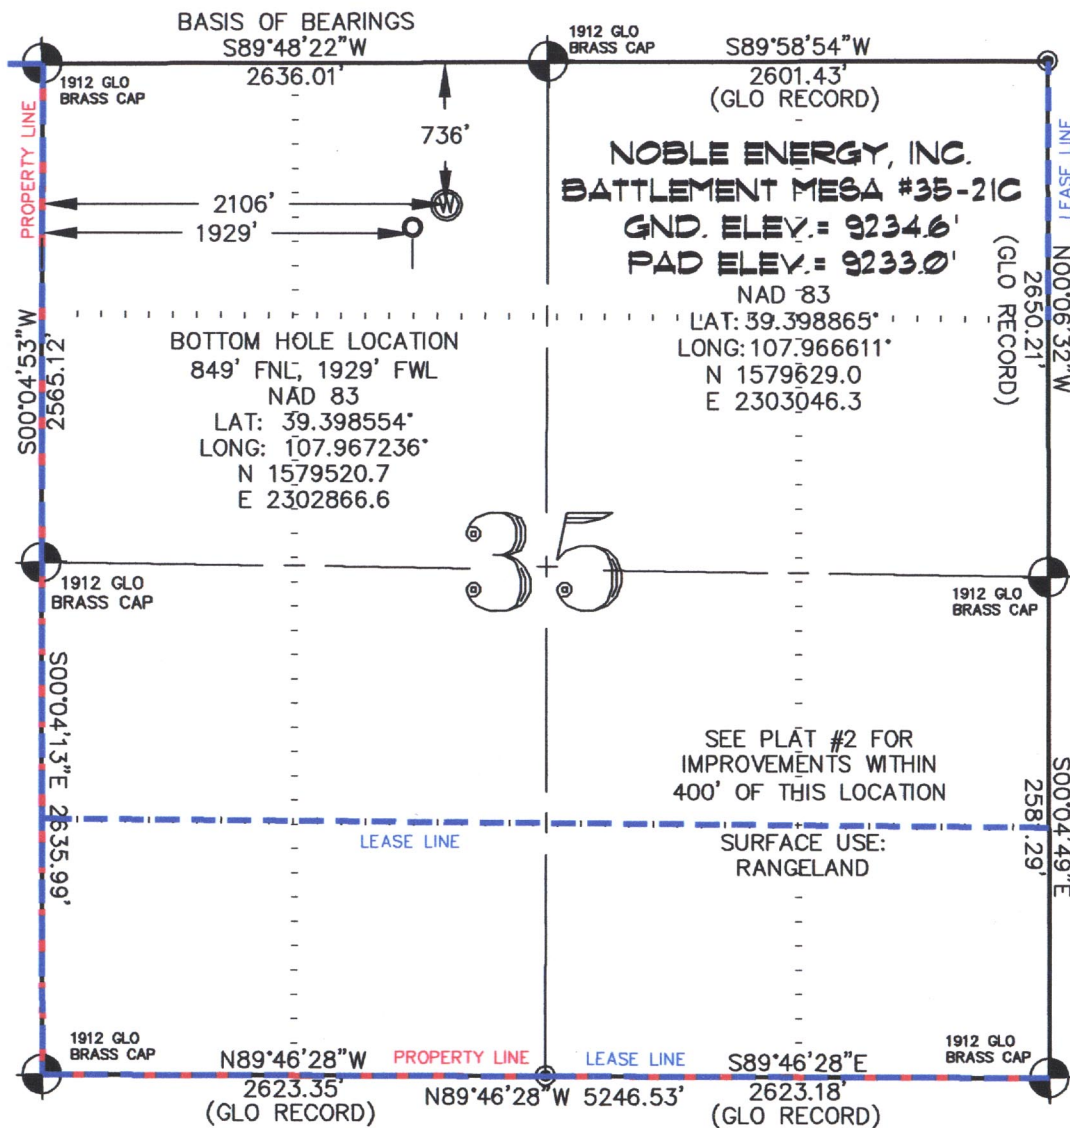 BASIS OF BEARINGS
S89°48'22"W
2636.01'
1912 GLO
BRASS CAP
S89°58'54"W
2601.43'
(GLO RECORD)
1912 GLO
BRASS CAP
PROPERTY LINE
LEASE LINE
736'
2106'
W
1929'
NOBLE ENERGY, INC.
BATTLEMENT MESA #35-21C
GND. ELEV.= 9234.6'
PAD ELEV.= 9233.0'
NAD 83
LAT: 39.398865°
LONG: 107.966611°
N 1579629.0
E 2303046.3
N00°06'32"W
2650.21'
(GLO RECORD)
S00°04'53"W
2565.12'
BOTTOM HOLE LOCATION
849' FNL, 1929' FWL
NAD 83
LAT: 39.398554°
LONG: 107.967236°
N 1579520.7
E 2302866.6
35
1912 GLO
BRASS CAP
1912 GLO
BRASS CAP
S00°04'13"E 2635.99'
SEE PLAT #2 FOR
IMPROVEMENTS WITHIN
400' OF THIS LOCATION
S00°04'49"E
2581.29'
LEASE LINE
SURFACE USE:
RANGELAND
1912 GLO
BRASS CAP
1912 GLO
BRASS CAP
N89°46'28"W
2623.35'
(GLO RECORD)
PROPERTY LINE
LEASE LINE
S89°46'28"E
2623.18'
(GLO RECORD)
N89°46'28"W 5246.53'